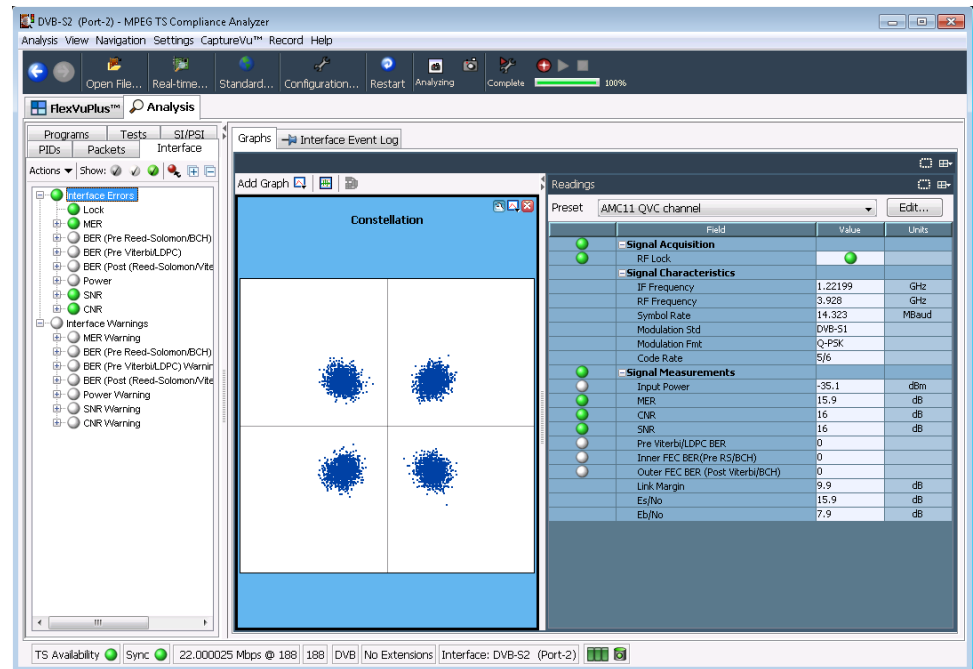 DVB-S2 (Port-2) - MPEG TS Compliance Analyzer
Analysis View Navigation Settings CaptureVu™ Record Help
Open File... Real-time... Standard... Configuration... Restart Analyzing Complete 100%
FlexVuPlus™ Analysis
Programs Tests SI/PSI
PIDs Packets Interface
Actions Show:
Interface Errors
Lock
MER
BER (Pre Reed-Solomon/BCH)
BER (Pre Viterbi/LDPC)
BER (Post (Reed-Solomon/Vite
Power
SNR
CNR
Interface Warnings
MER Warning
BER (Pre Reed-Solomon/BCH)
BER (Pre Viterbi/LDPC) Warnir
BER (Post (Reed-Solomon/Vite
Power Warning
SNR Warning
CNR Warning
Graphs Interface Event Log
Add Graph
Constellation
Readings
Preset AMC11 QVC channel Edit...
Field Value Units
Signal Acquisition
RF Lock
Signal Characteristics
IF Frequency 1.22199 GHz
RF Frequency 3.928 GHz
Symbol Rate 14.323 MBaud
Modulation Std DVB-S1
Modulation Fmt Q-PSK
Code Rate 5/6
Signal Measurements
Input Power -35.1 dBm
MER 15.9 dB
CNR 16 dB
SNR 16 dB
Pre Viterbi/LDPC BER 0
Inner FEC BER(Pre RS/BCH) 0
Outer FEC BER (Post Viterbi/BCH) 0
Link Margin 9.9 dB
Es/No 15.9 dB
Eb/No 7.9 dB
TS Availability Sync 22.000025 Mbps @ 188 188 DVB No Extensions Interface: DVB-S2 (Port-2)